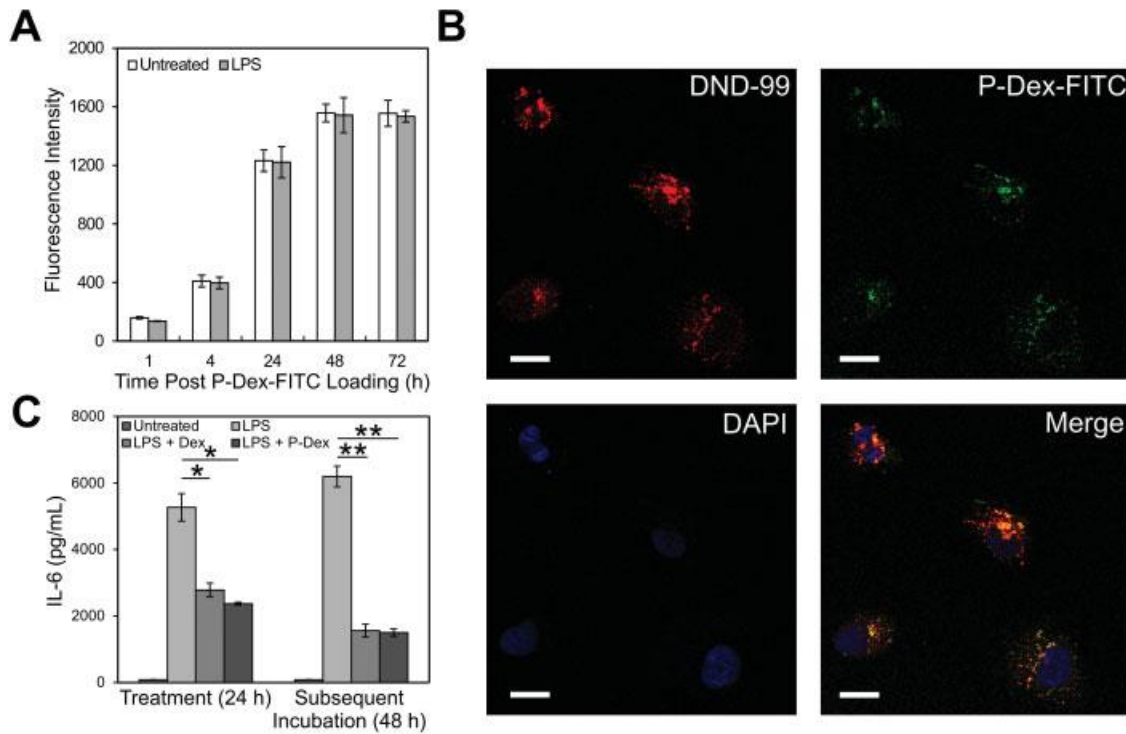 A
2000
1600
1200
800
400
0
Fluorescence Intensity
Untreated LPS
1 4 24 48 72
Time Post P-Dex-FITC Loading (h)
B
DND-99
P-Dex-FITC
DAPI
Merge
C
8000
6000
4000
2000
0
IL-6 (pg/mL)
Untreated LPS
LPS + Dex LPS + P-Dex
*
*
**
**
Treatment (24 h)
Subsequent
Incubation (48 h)